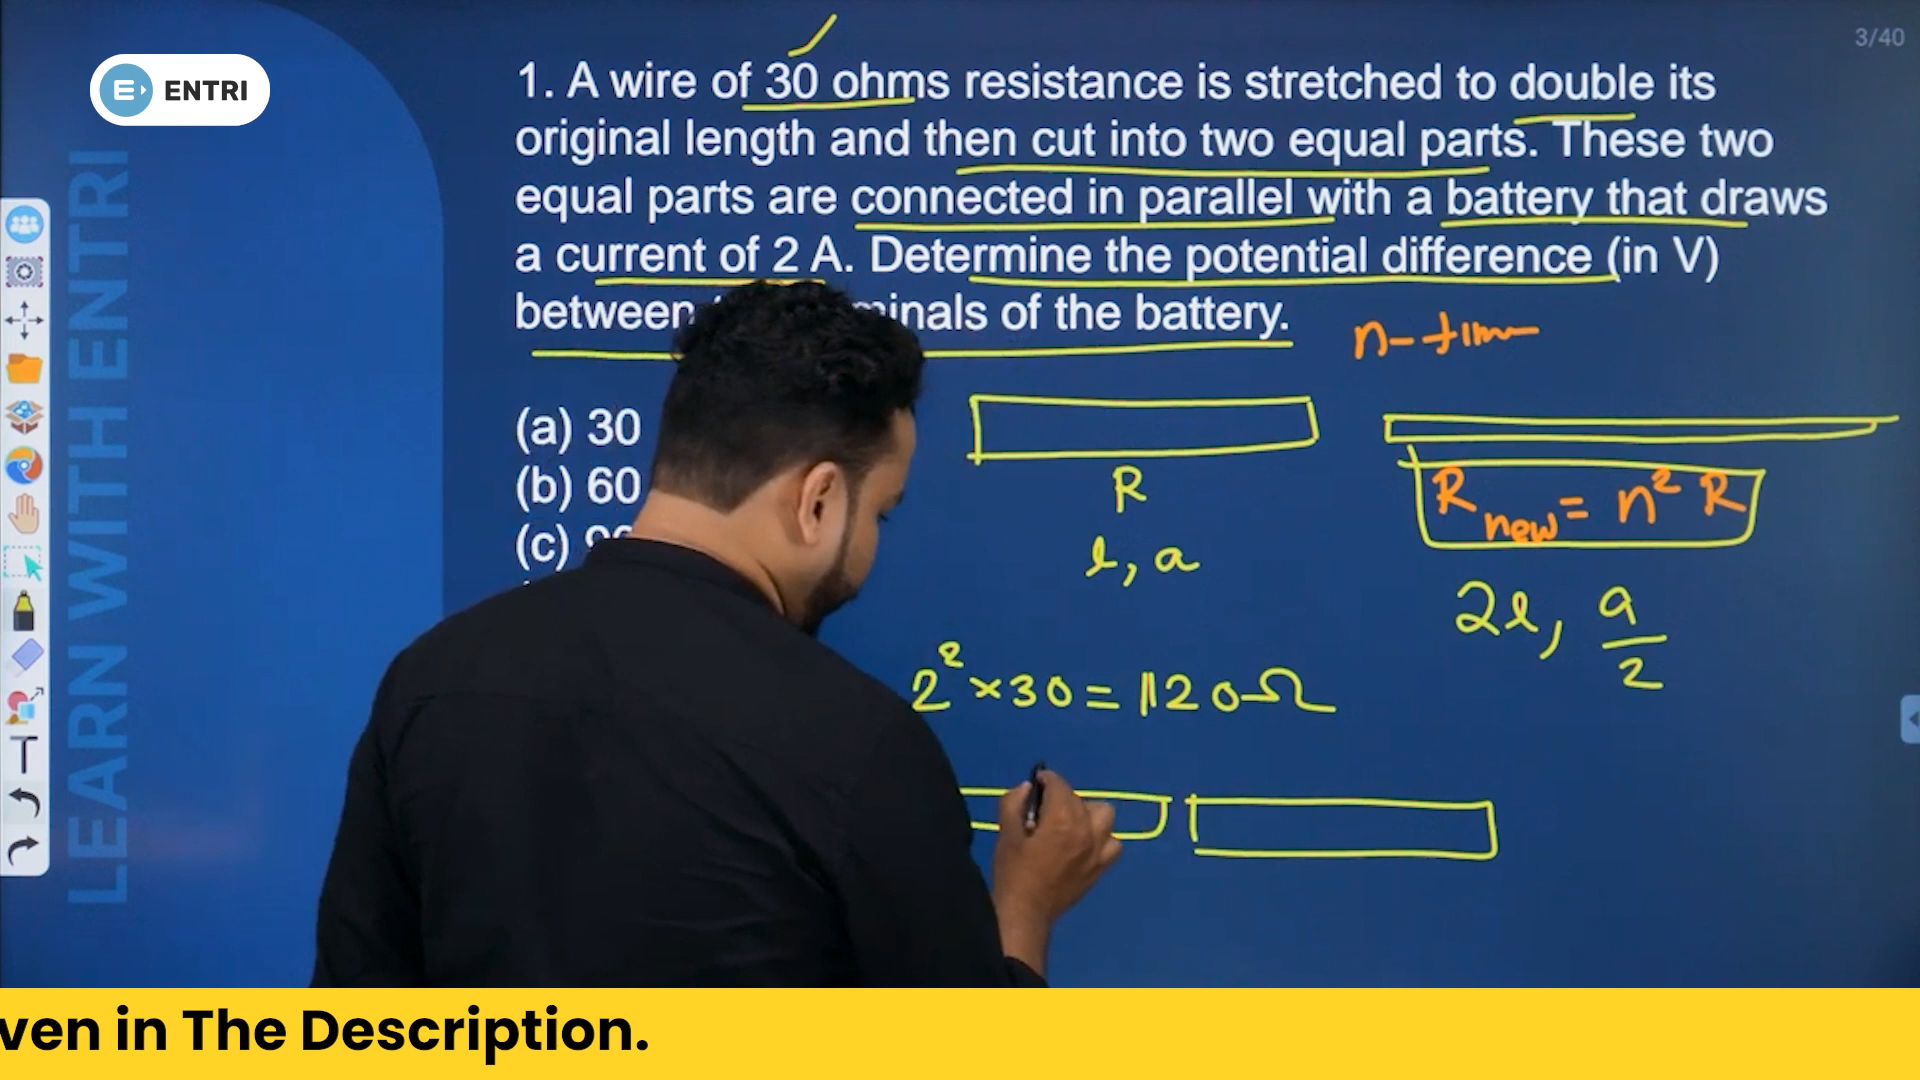 3/40
ENTRI
LEARN WITH ENTRI
1. A wire of 30 ohms resistance is stretched to double its
original length and then cut into two equal parts. These two
equal parts are connected in parallel with a battery that draws
a current of 2 A. Determine the potential difference (in V)
between minals of the battery.
n-time
(a) 30
(b) 60
(c)
R
l, a
R new = n² R
2l, a/2
2² × 30 = 120Ω
T
ven in The Description.